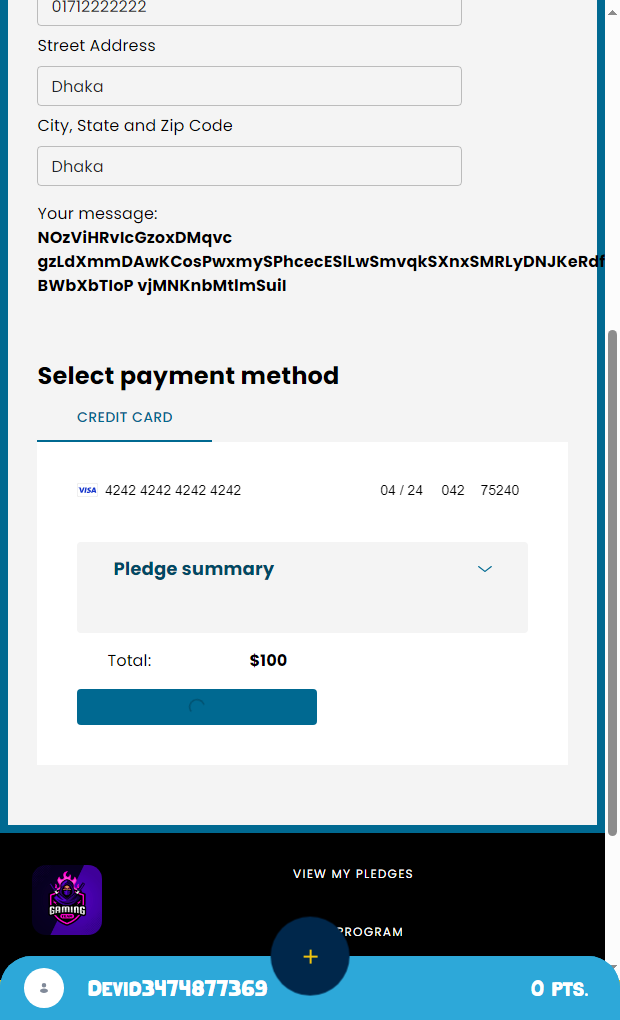 01712222222
Street Address
Dhaka
City, State and Zip Code
Dhaka
Your message:
NOzViHRvIcGzoxDMqvc
BWbXbTIoP vjMNKnbMtlmSuiI
Select payment method
CREDIT CARD
VISA 4242 4242 4242 4242 04 / 24 042 75240
Pledge summary
Total: $100
GAMING
VIEW MY PLEDGES
PROGRAM
+
Devid3474877369 0 PTS.